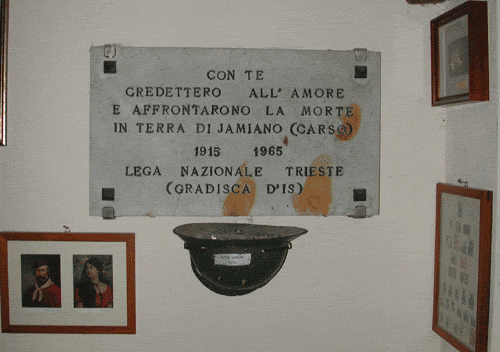 CON TE
CREDETTERO ALL' AMORE
E AFFRONTARONO LA MORTE
IN TERRA DI JAMIANO (CARSO)
1915 1965
LEGA NAZIONALE TRIESTE
(GRADISCA D'IS)